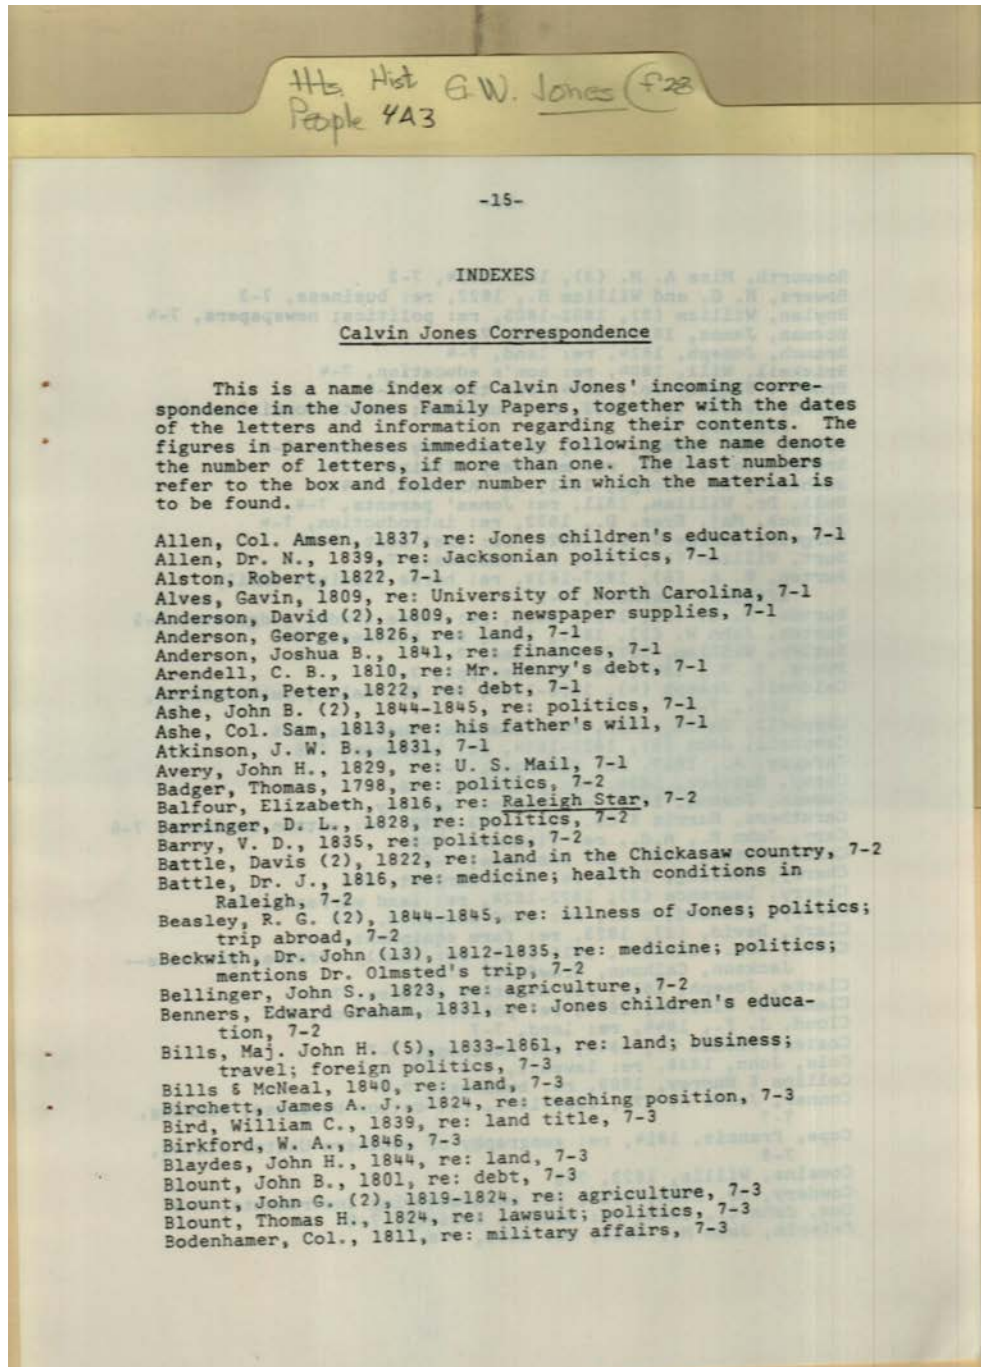 Hts. Hist G.W. Jones f28
People 4A3
-15-
INDEXES
Calvin Jones Correspondence
This is a name index of Calvin Jones' incoming corre-
spondence in the Jones Family Papers, together with the dates
of the letters and information regarding their contents. The
figures in parentheses immediately following the name denote
the number of letters, if more than one. The last numbers
refer to the box and folder number in which the material is
to be found.
Allen, Col. Amsen, 1837, re: Jones children's education, 7-1
Allen, Dr. N., 1839, re: Jacksonian politics, 7-1
Alston, Robert, 1822, 7-1
Alves, Gavin, 1809, re: University of North Carolina, 7-1
Anderson, David (2), 1809, re: newspaper supplies, 7-1
Anderson, George, 1826, re: land, 7-1
Anderson, Joshua B., 1841, re: finances, 7-1
Arendell, C. B., 1810, re: Mr. Henry's debt, 7-1
Arrington, Peter, 1822, re: debt, 7-1
Ashe, John B. (2), 1844-1845, re: politics, 7-1
Ashe, Col. Sam, 1813, re: his father's will, 7-1
Atkinson, J. W. B., 1831, 7-1
Avery, John H., 1829, re: U. S. Mail, 7-1
Badger, Thomas, 1798, re: politics, 7-2
Balfour, Elizabeth, 1816, re: Raleigh Star, 7-2
Barringer, D. L., 1828, re: politics, 7-2
Barry, V. D., 1835, re: politics, 7-2
Battle, Davis (2), 1822, re: land in the Chickasaw country, 7-2
Battle, Dr. J., 1816, re: medicine; health conditions in
Raleigh, 7-2
Beasley, R. G. (2), 1844-1845, re: illness of Jones; politics;
trip abroad, 7-2
Beckwith, Dr. John (13), 1812-1835, re: medicine; politics;
mentions Dr. Olmsted's trip, 7-2
Bellinger, John S., 1823, re: agriculture, 7-2
Benners, Edward Graham, 1831, re: Jones children's educa-
tion, 7-2
Bills, Maj. John H. (5), 1833-1861, re: land; business;
travel; foreign politics, 7-3
Bills & McNeal, 1840, re: land, 7-3
Birchett, James A. J., 1824, re: teaching position, 7-3
Bird, William C., 1839, re: land title, 7-3
Birkford, W. A., 1846, 7-3
Blaydes, John H., 1844, re: land, 7-3
Blount, John B., 1801, re: debt, 7-3
Blount, John G. (2), 1819-1824, re: agriculture, 7-3
Blount, Thomas H., 1824, re: lawsuit; politics, 7-3
Bodenhamer, Col., 1811, re: military affairs, 7-3